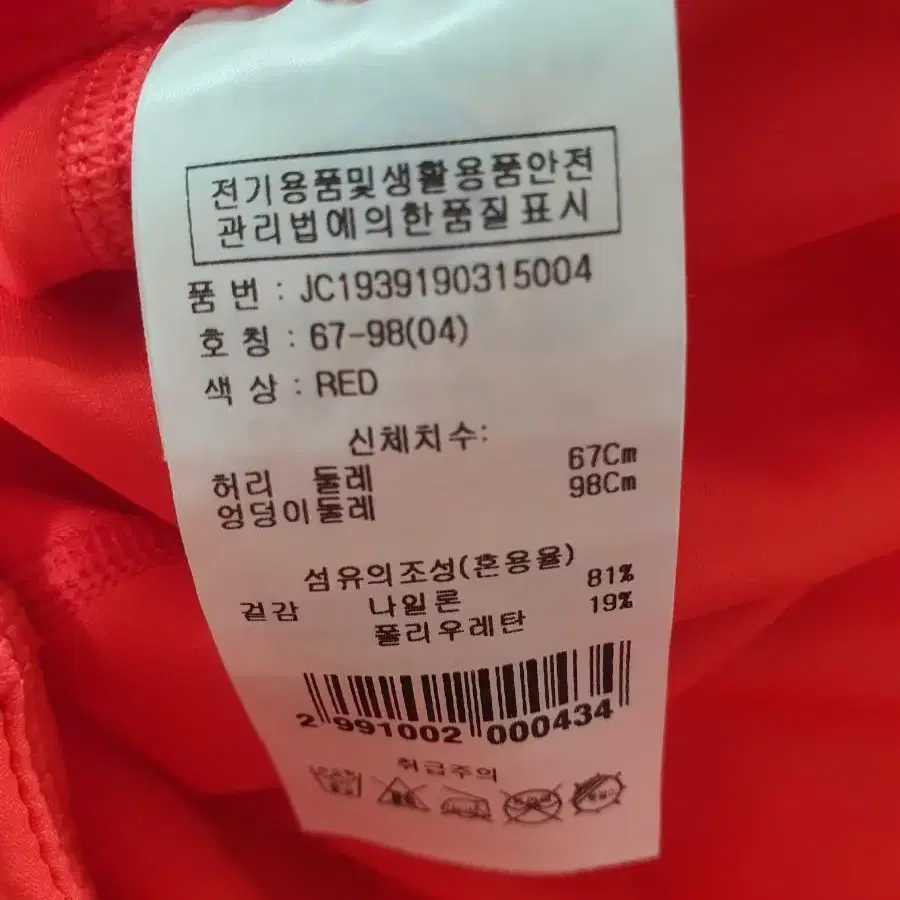 전기용품및생활용품안전
관리법에의한품질표시
품 번 : JC1939190315004
호 칭 : 67-98(04)
색 상 : RED
신체치수:
허리 둘레 67Cm
엉덩이둘레 98Cm
섬유의조성(혼용율)
겉감 나일론 81%
폴리우레탄 19%
2 991002 000434
취급주의